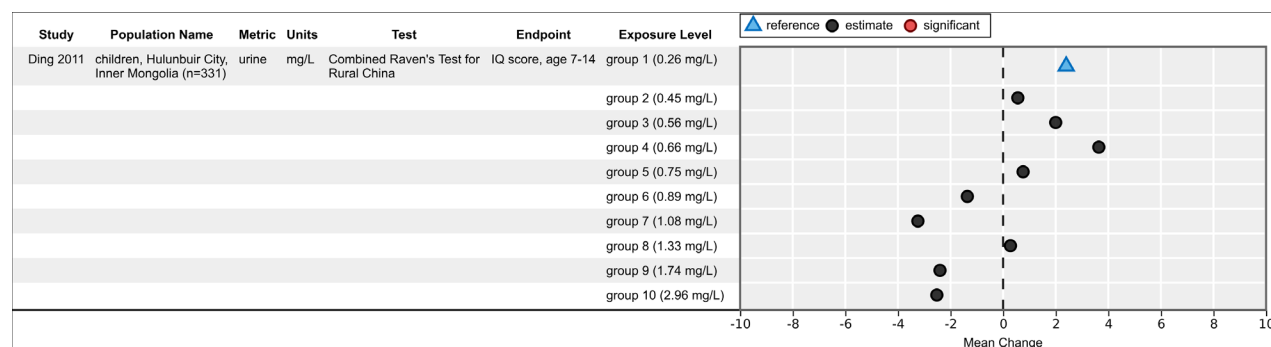 reference estimate significant
Study Population Name Metric Units Test Endpoint Exposure Level
Ding 2011 children, Hulunbuir City, urine mg/L Combined Raven's Test for IQ score, age 7-14 group 1 (0.26 mg/L)
Inner Mongolia (n=331) Rural China
group 2 (0.45 mg/L)
group 3 (0.56 mg/L)
group 4 (0.66 mg/L)
group 5 (0.75 mg/L)
group 6 (0.89 mg/L)
group 7 (1.08 mg/L)
group 8 (1.33 mg/L)
group 9 (1.74 mg/L)
group 10 (2.96 mg/L)
-10 -8 -6 -4 -2 0 2 4 6 8 10
Mean Change